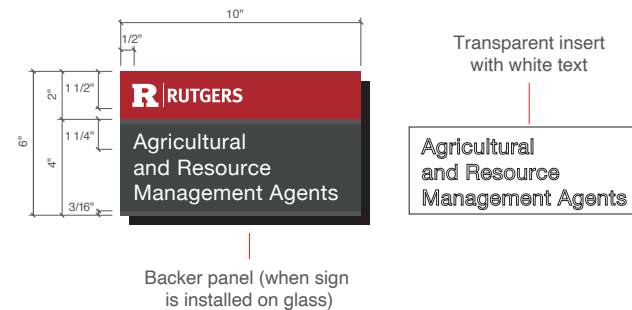 10"
1/2"
Transparent insert
with white text
6"
2"
1 1/2"
R RUTGERS
4"
1 1/4"
Agricultural
and Resource
Management Agents
3/16"
Agricultural
and Resource
Management Agents
Backer panel (when sign
is installed on glass)